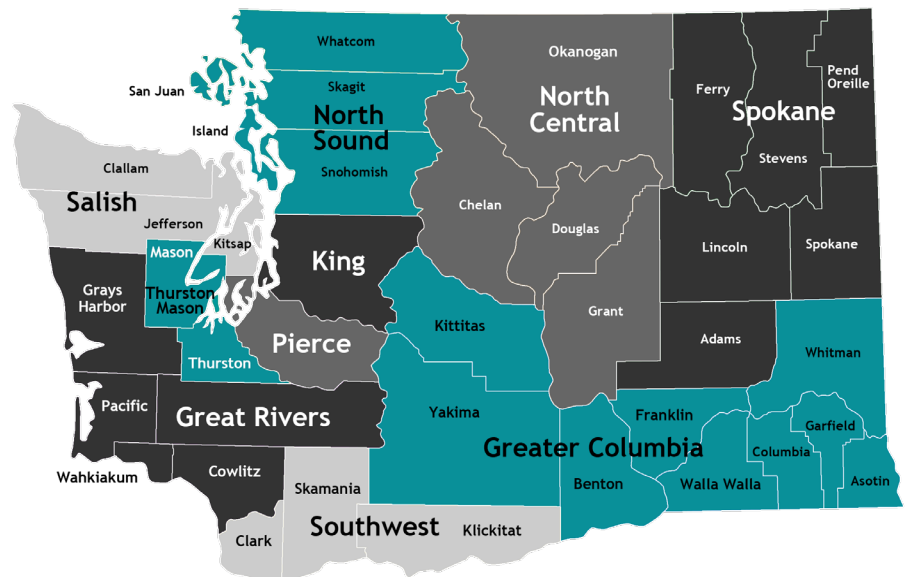 Whatcom
Okanogan
Pend
Oreille
San Juan
Skagit
Ferry
North
Sound
North
Central
Spokane
Island
Stevens
Clallam
Snohomish
Salish
Chelan
Jefferson
Douglas
Kitsap
Lincoln
Spokane
Mason
King
Grays
Harbor
Thurston
Mason
Kittitas
Grant
Pierce
Adams
Whitman
Thurston
Pacific
Great Rivers
Yakima
Franklin
Garfield
Greater Columbia
Columbia
Wahkiakum
Cowlitz
Benton
Walla Walla
Asotin
Skamania
Southwest
Klickitat
Clark